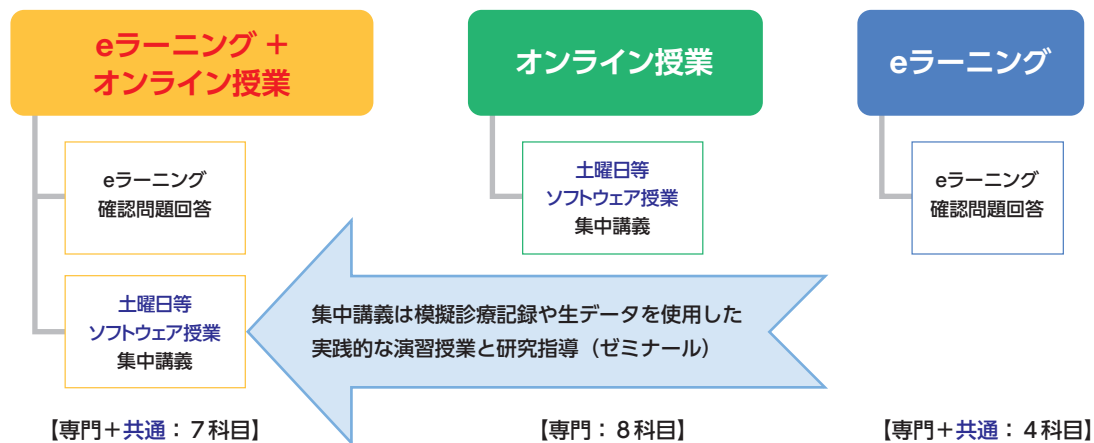 eラーニング +
オンライン授業
eラーニング
確認問題回答
土曜日等
ソフトウェア授業
集中講義
【専門＋共通：７科目】
オンライン授業
土曜日等
ソフトウェア授業
集中講義
集中講義は模擬診療記録や生データを使用した
実践的な演習授業と研究指導（ゼミナール）
【専門：８科目】
eラーニング
eラーニング
確認問題回答
【専門＋共通：４科目】